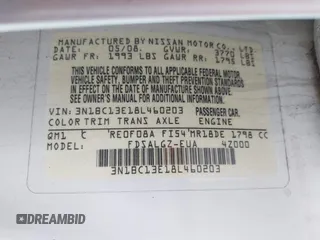 MANUFACTURED BY NISSAN MOTOR CO., LTD.
DATE: 05/08. GVWR: 3770 LBS
GAWR FR: 1993 LBS GAWR RR: 1795 LBS
THIS VEHICLE CONFORMS TO ALL APPLICABLE FEDERAL
MOTOR VEHICLE
SAFETY, BUMPER, AND THEFT PREVENTION STANDARDS
IN EFFECT ON THE DATE OF MANUFACTURE SHOWN ABOVE.
SEE OWNER'S MANUAL FOR ADDITIONAL INFORMATION
VIN: 3N1BC13E18L460203 PASSENGER CAR
COLOR TRIM TRANS AXLE ENGINE
QM1 C RE0F08A FI54 MR18DE 1798 CC
MODEL: FDSALGZ-EUA 4Z000
3N1BC13E18L460203
AUTOBIDCAR